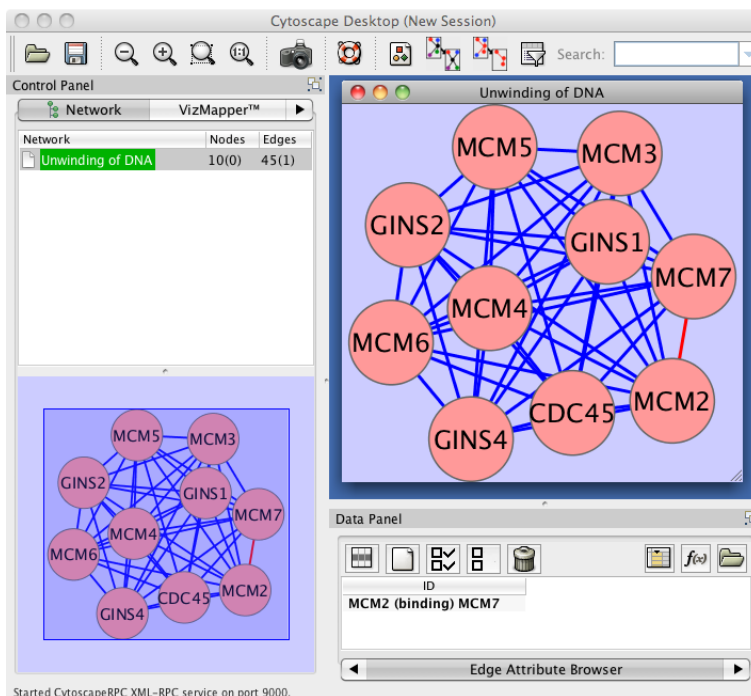 Cytoscape Desktop (New Session)
1:1
Search:
Control Panel
Network VizMapper™
Network Nodes Edges
Unwinding of DNA 10(0) 45(1)
Unwinding of DNA
MCM5
MCM3
GINS2
GINS1
MCM7
MCM4
MCM6
CDC45
MCM2
GINS4
MCM5
MCM3
GINS2
GINS1
MCM7
MCM4
MCM6
MCM2
CDC45
GINS4
Data Panel
f(x)
ID
MCM2 (binding) MCM7
Edge Attribute Browser
Started CytoscapeRPC XML-RPC service on port 9000.